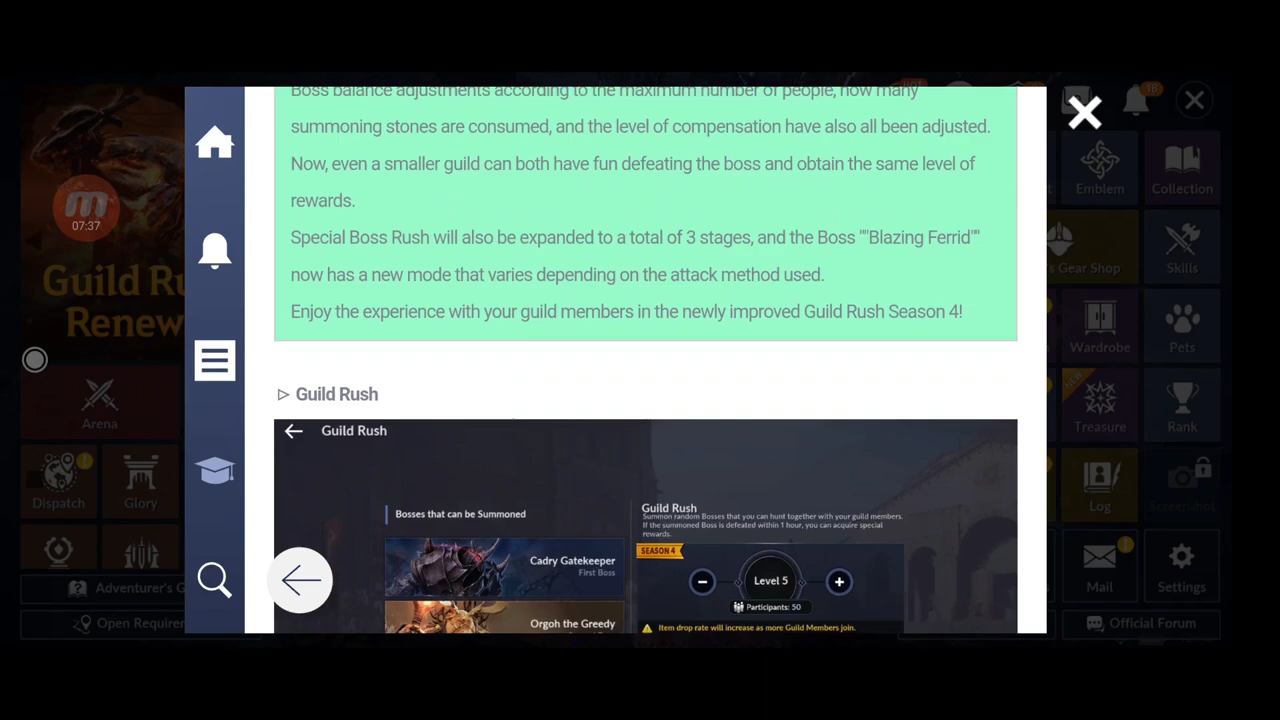 Boss balance adjustments according to the maximum number of people, how many
summoning stones are consumed, and the level of compensation have also all been adjusted.
Now, even a smaller guild can both have fun defeating the boss and obtain the same level of
rewards.
Special Boss Rush will also be expanded to a total of 3 stages, and the Boss ""Blazing Ferrid""
now has a new mode that varies depending on the attack method used.
Enjoy the experience with your guild members in the newly improved Guild Rush Season 4!
▷ Guild Rush
Guild Rush
Bosses that can be Summoned
Cadry Gatekeeper
First Boss
Orgoh the Greedy
Guild Rush
Summon random Bosses that you can hunt together with your guild members.
If the summoned Boss is defeated within 1 hour, you can acquire special
rewards.
SEASON 4
Level 5
Participants: 50
Item drop rate will increase as more Guild Members join.
07:37
Guild Ru
Renew
Arena
Dispatch
Glory
Adventurer's G
Open Requirer
18
Emblem
Collection
's Gear Shop
Skills
Wardrobe
Pets
NEW
Treasure
Rank
Log
Screenshot
Mail
Settings
Official Forum